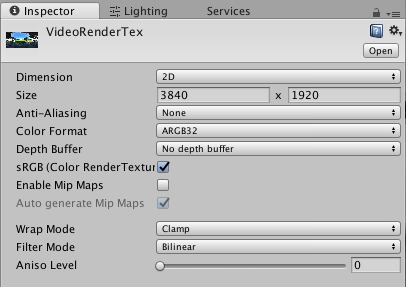 Inspector Lighting Services
VideoRenderTex
Open
Dimension 2D
Size 3840 x 1920
Anti-Aliasing None
Color Format ARGB32
Depth Buffer No depth buffer
sRGB (Color RenderTextur
Enable Mip Maps
Auto generate Mip Maps
Wrap Mode Clamp
Filter Mode Bilinear
Aniso Level 0